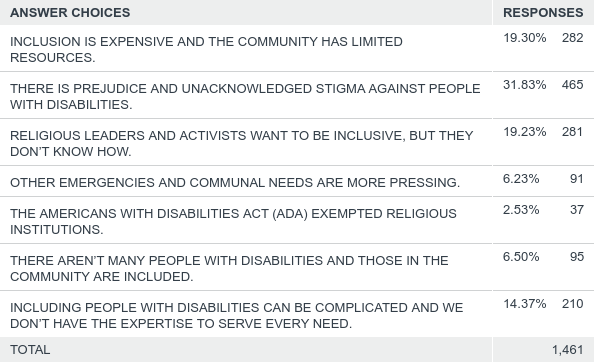 ANSWER CHOICES RESPONSES
INCLUSION IS EXPENSIVE AND THE COMMUNITY HAS LIMITED 19.30% 282
RESOURCES.
THERE IS PREJUDICE AND UNACKNOWLEDGED STIGMA AGAINST PEOPLE 31.83% 465
WITH DISABILITIES.
RELIGIOUS LEADERS AND ACTIVISTS WANT TO BE INCLUSIVE, BUT THEY 19.23% 281
DON’T KNOW HOW.
OTHER EMERGENCIES AND COMMUNAL NEEDS ARE MORE PRESSING. 6.23% 91
THE AMERICANS WITH DISABILITIES ACT (ADA) EXEMPTED RELIGIOUS 2.53% 37
INSTITUTIONS.
THERE AREN’T MANY PEOPLE WITH DISABILITIES AND THOSE IN THE 6.50% 95
COMMUNITY ARE INCLUDED.
INCLUDING PEOPLE WITH DISABILITIES CAN BE COMPLICATED AND WE 14.37% 210
DON’T HAVE THE EXPERTISE TO SERVE EVERY NEED.
TOTAL 1,461